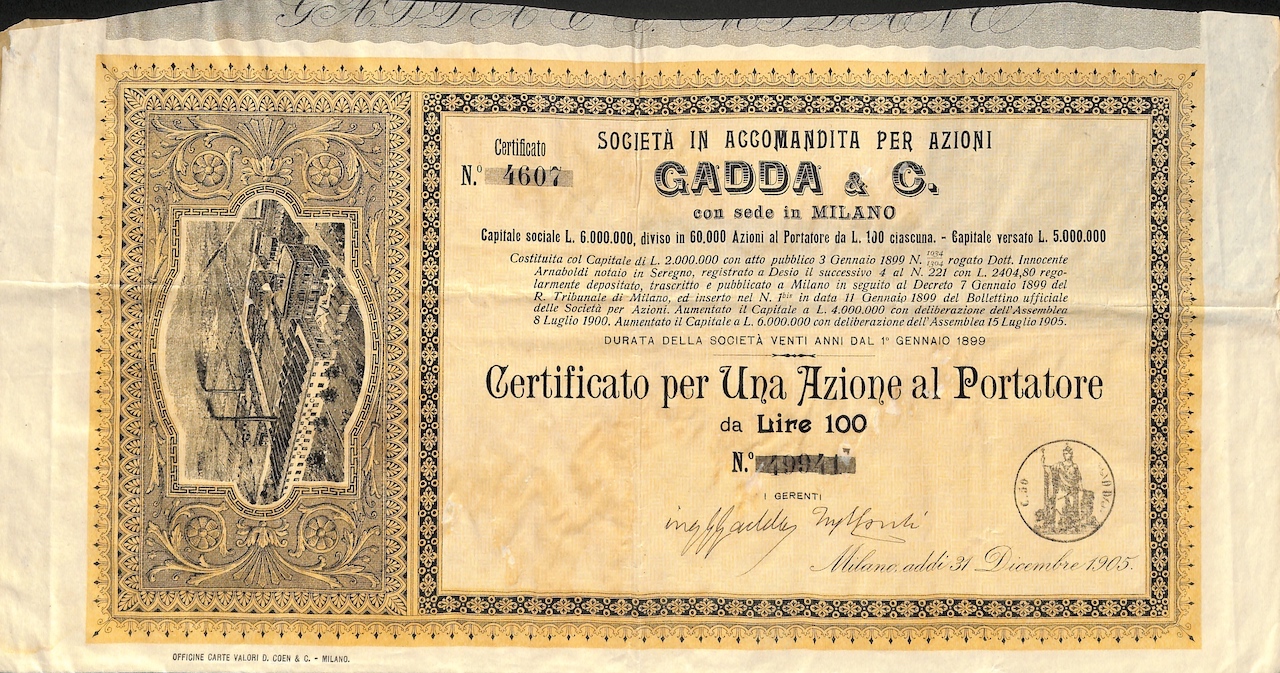 GADDA & C. MILANO
Certificato
N.º 4607
SOCIETÀ IN ACCOMANDITA PER AZIONI
GADDA & C.
con sede in MILANO
Capitale sociale L. 6.000.000, diviso in 60.000 Azioni al Portatore da L. 100 ciascuna. - Capitale versato L. 5.000.000
Costituita col Capitale di L. 2.000.000 con atto pubblico 3 Gennaio 1899 N. 1934/1904 rogato Dott. Innocente
Arnaboldi notaio in Seregno, registrato a Desio il successivo 4 al N. 221 con L. 2404,80 rego-
larmente depositato, trascritto e pubblicato a Milano in seguito al Decreto 7 Gennaio 1899 del
R. Tribunale di Milano, ed inserto nel N. 1bis in data 11 Gennaio 1899 del Bollettino ufficiale
delle Società per Azioni. Aumentato il Capitale a L. 4.000.000 con deliberazione dell'Assemblea
8 Luglio 1900. Aumentato il Capitale a L. 6.000.000 con deliberazione dell'Assemblea 15 Luglio 1905.
DURATA DELLA SOCIETÀ VENTI ANNI DAL 1º GENNAIO 1899
Certificato per Una Azione al Portatore
da Lire 100
N.º 49941
I GERENTI
Milano, addì 31 Dicembre 1905.
OFFICINE CARTE VALORI D. COEN & C. - MILANO.